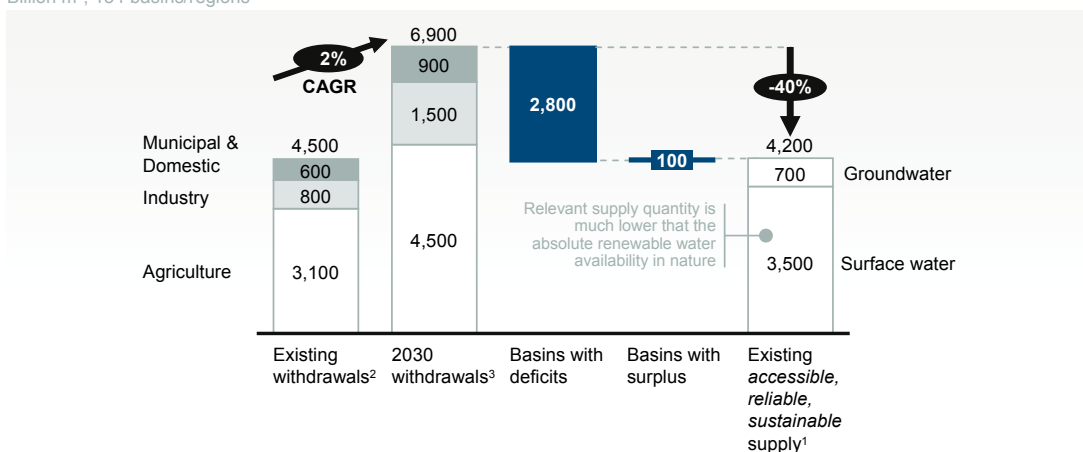 6,900
2%
CAGR
900
1,500
4,500
2,800
-40%
Municipal &
Domestic
Industry
Agriculture
4,500
600
800
3,100
100
4,200
700
3,500
Groundwater
Surface water
Relevant supply quantity is
much lower that the
absolute renewable water
availability in nature
Existing
withdrawals²
2030
withdrawals³
Basins with
deficits
Basins with
surplus
Existing
accessible,
reliable,
sustainable
supply¹